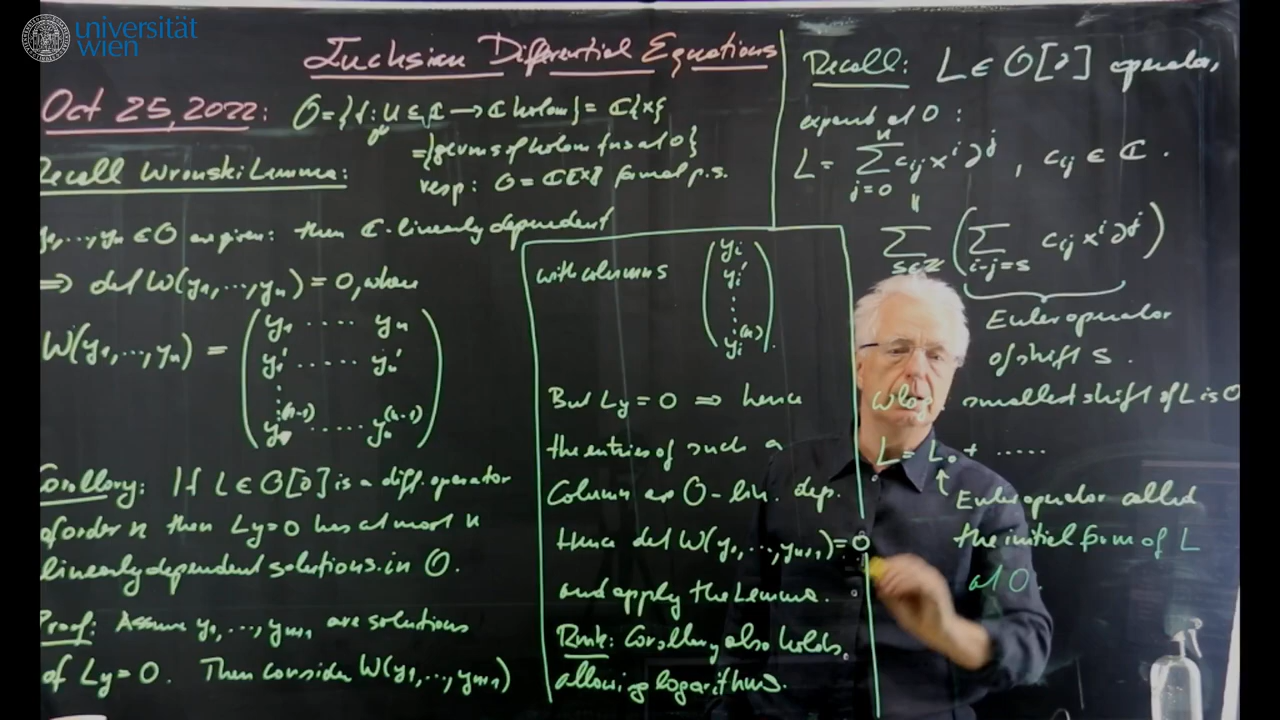 universität
wien
Fuchsian Differential Equations
Oct 25, 2022: O = {f: U ⊆ ℂ → ℂ holom} = ℂ{x}
= {germs of holom fus at 0}
resp: O = ℂ[[x]] formal p.s.
Recall Wronski Lemma:
y₁, ..., yₙ ∈ O are given: then ℂ-linearly dependent
⇒ det W(y₁, ..., yₙ) = 0, where
W(y₁, ..., yₙ) = ( y₁ ..... yₙ
y₁' ..... yₙ'
⋮
y₁⁽ⁿ⁻¹⁾ ..... yₙ⁽ⁿ⁻¹⁾ )
Corollary: If L ∈ O[∂] is a diff. operator
of order n then Ly=0 has at most n
linearly dependent solutions in O.
Proof: Assume y₁, ..., yₙ₊₁ are solutions
of Ly=0. Then consider W(y₁, ..., yₙ₊₁)
with columns ( yᵢ
yᵢ'
⋮
yᵢ⁽ⁿ⁾ ).
But Ly = 0 ⇒ hence
the entries of such a
Column are O-lin. dep.
Hence det W(y₁, ..., yₙ₊₁) = 0
and apply the Lemma.
Rmk: Corollary also holds
allowing logarithms.
Recall: L ∈ O[∂] operator,
expand at 0:
L = ∑ⁿⱼ₌₀ cᵢⱼ xⁱ ∂ʲ , cᵢⱼ ∈ ℂ.
"
∑ s∈ℤ ( ∑ i-j=s cᵢⱼ xⁱ ∂ʲ )
Euler operator
of shift s.
wlog. smallest shift of L is 0
L = L₀ + .....
↑ Euler operator called
the initial form of L
at 0.